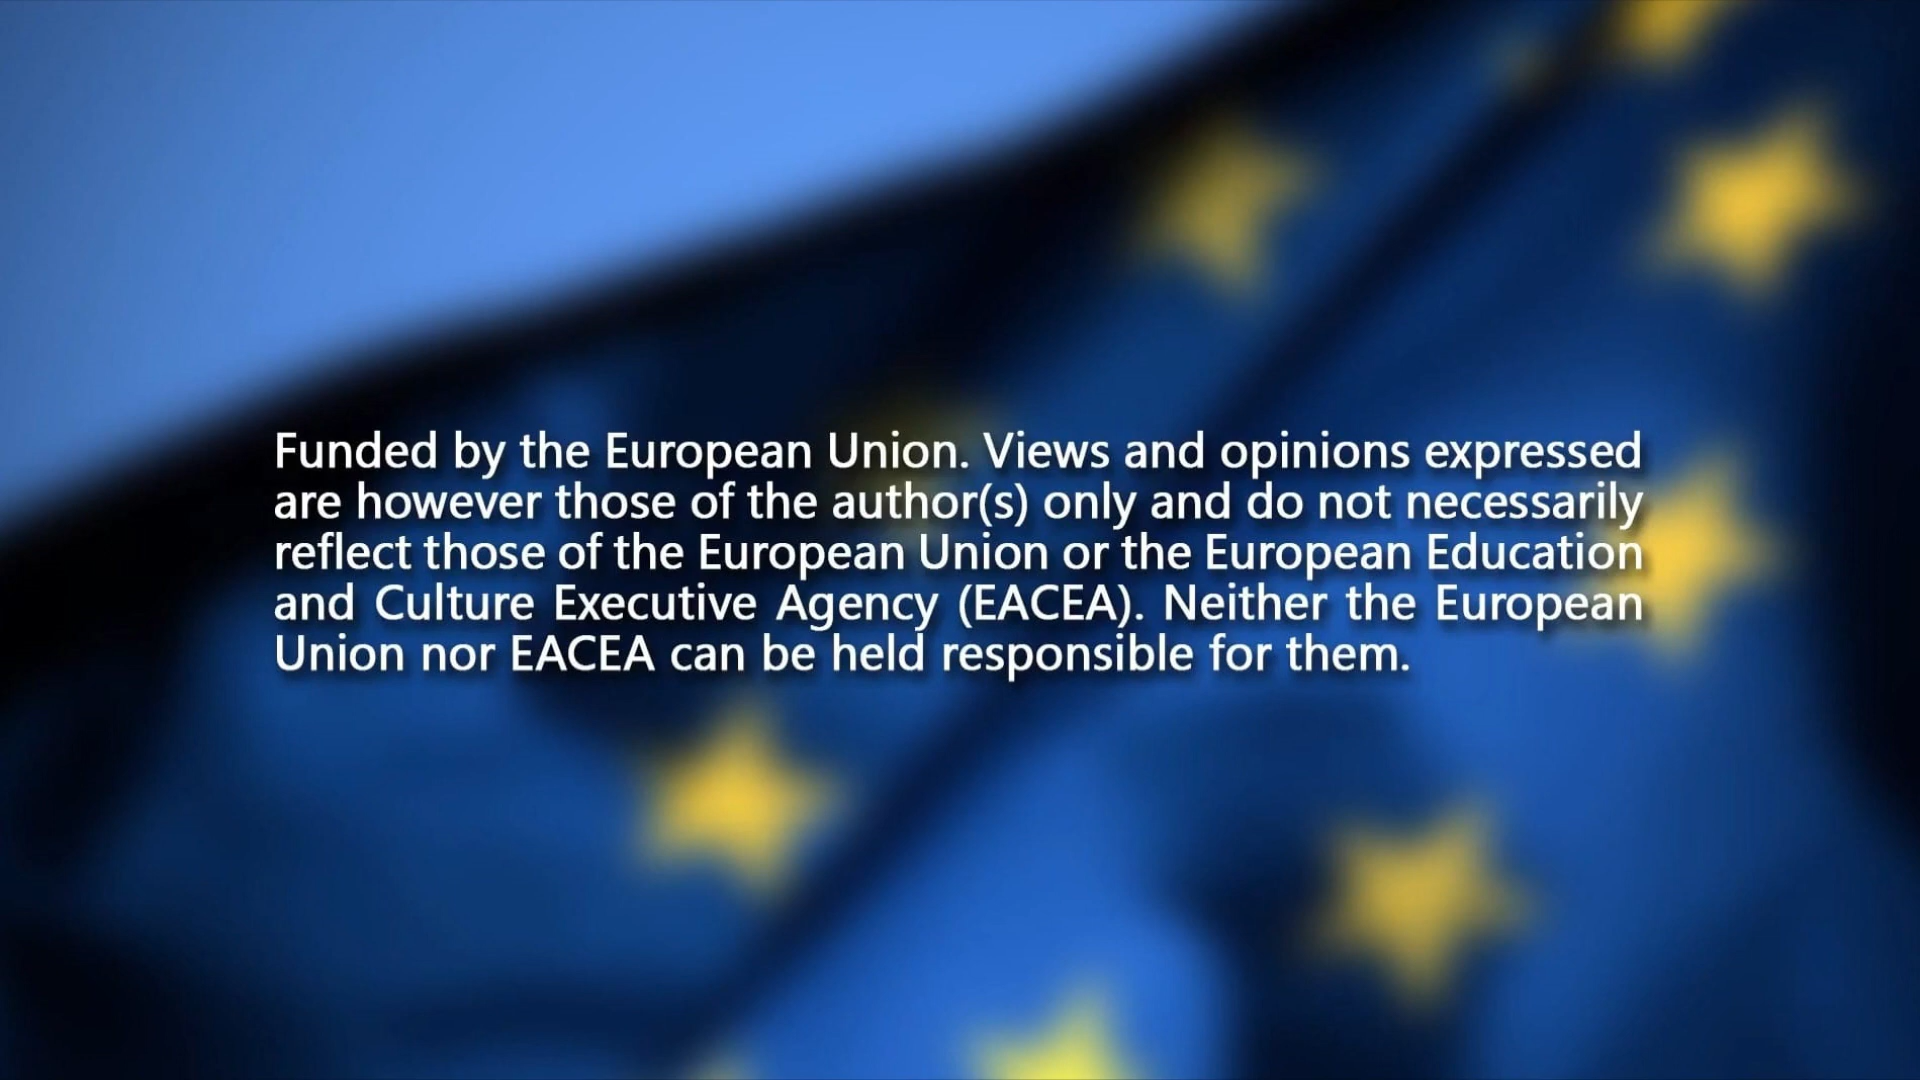 Funded by the European Union. Views and opinions expressed
are however those of the author(s) only and do not necessarily
reflect those of the European Union or the European Education
and Culture Executive Agency (EACEA). Neither the European
Union nor EACEA can be held responsible for them.